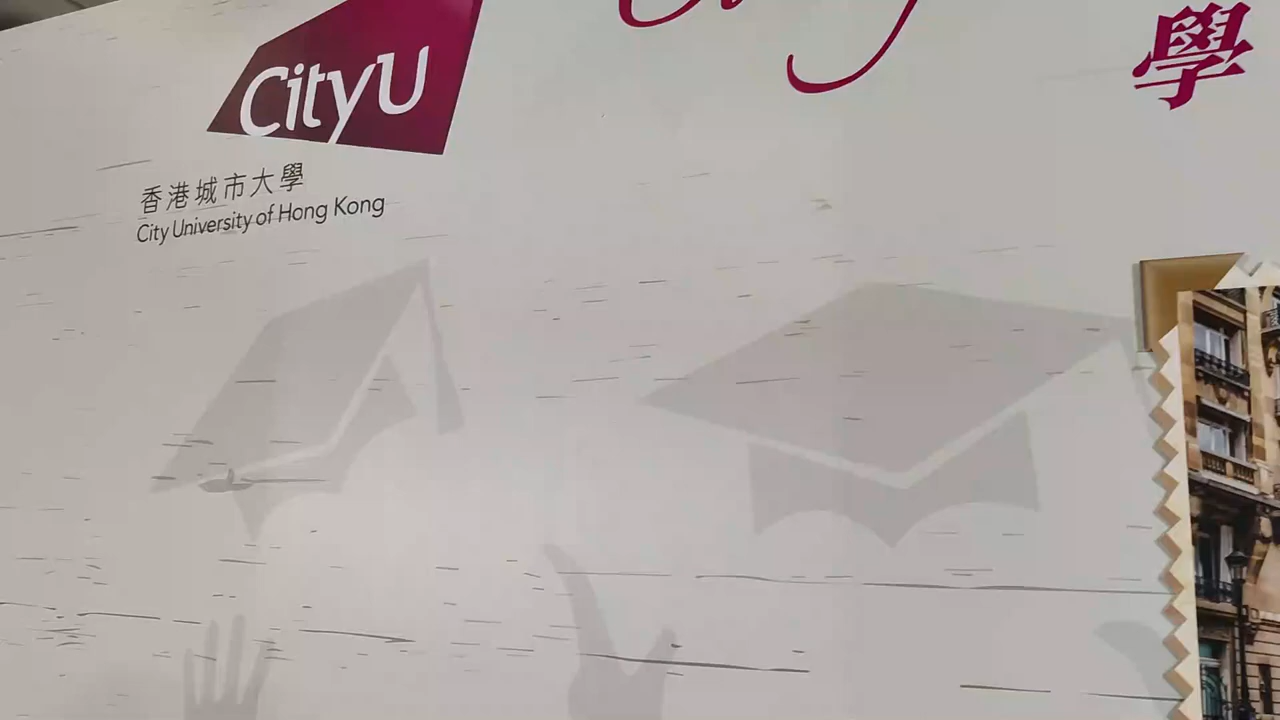 CityU
香港城市大學
City University of Hong Kong
學